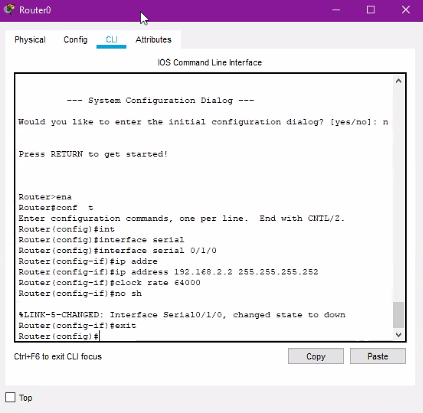 Router0
Physical Config CLI Attributes
IOS Command Line Interface
--- System Configuration Dialog ---
Would you like to enter the initial configuration dialog? [yes/no]: n
Press RETURN to get started!
Router>ena
Router#conf t
Enter configuration commands, one per line. End with CNTL/Z.
Router(config)#int
Router(config)#interface serial
Router(config)#interface serial 0/1/0
Router(config-if)#ip addre
Router(config-if)#ip address 192.168.2.2 255.255.255.252
Router(config-if)#clock rate 64000
Router(config-if)#no sh
%LINK-5-CHANGED: Interface Serial0/1/0, changed state to down
Router(config-if)#exit
Router(config)#
Ctrl+F6 to exit CLI focus
Copy Paste
Top